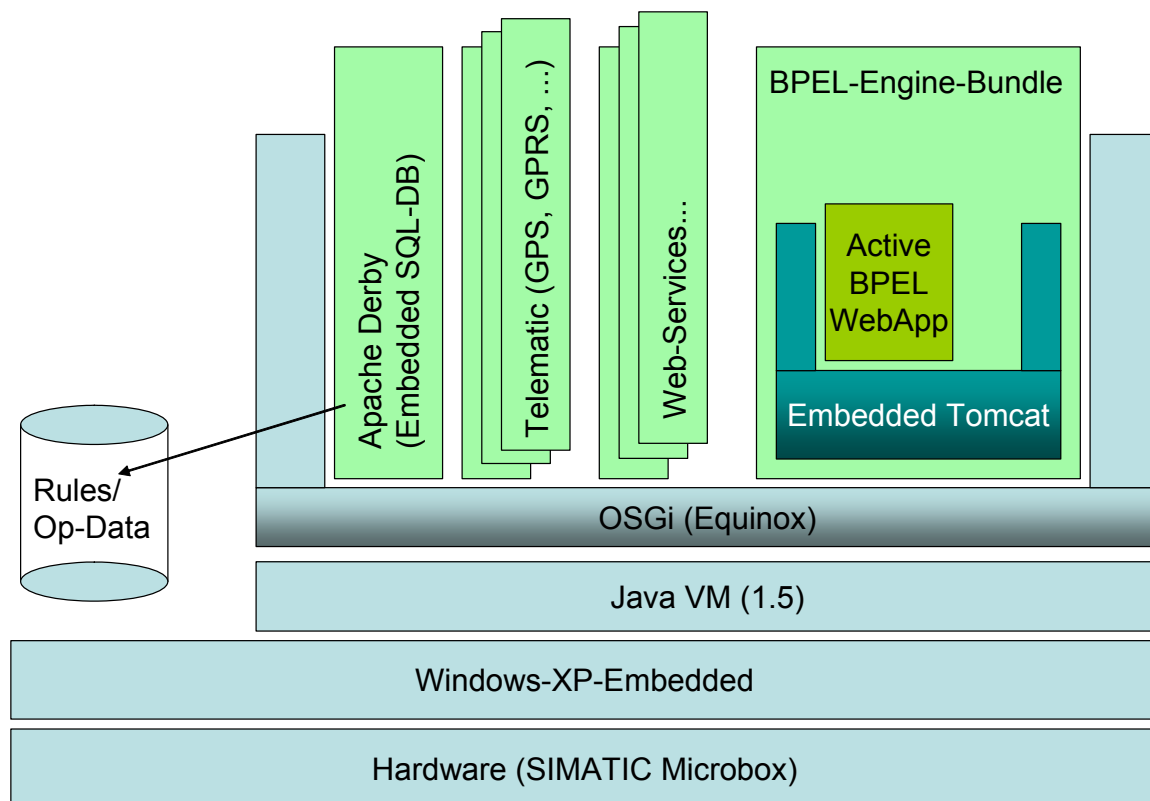 Apache Derby
(Embedded SQL-DB)
Telematic (GPS, GPRS, ...)
Web-Services...
BPEL-Engine-Bundle
Active
BPEL
WebApp
Embedded Tomcat
Rules/
Op-Data
OSGi (Equinox)
Java VM (1.5)
Windows-XP-Embedded
Hardware (SIMATIC Microbox)